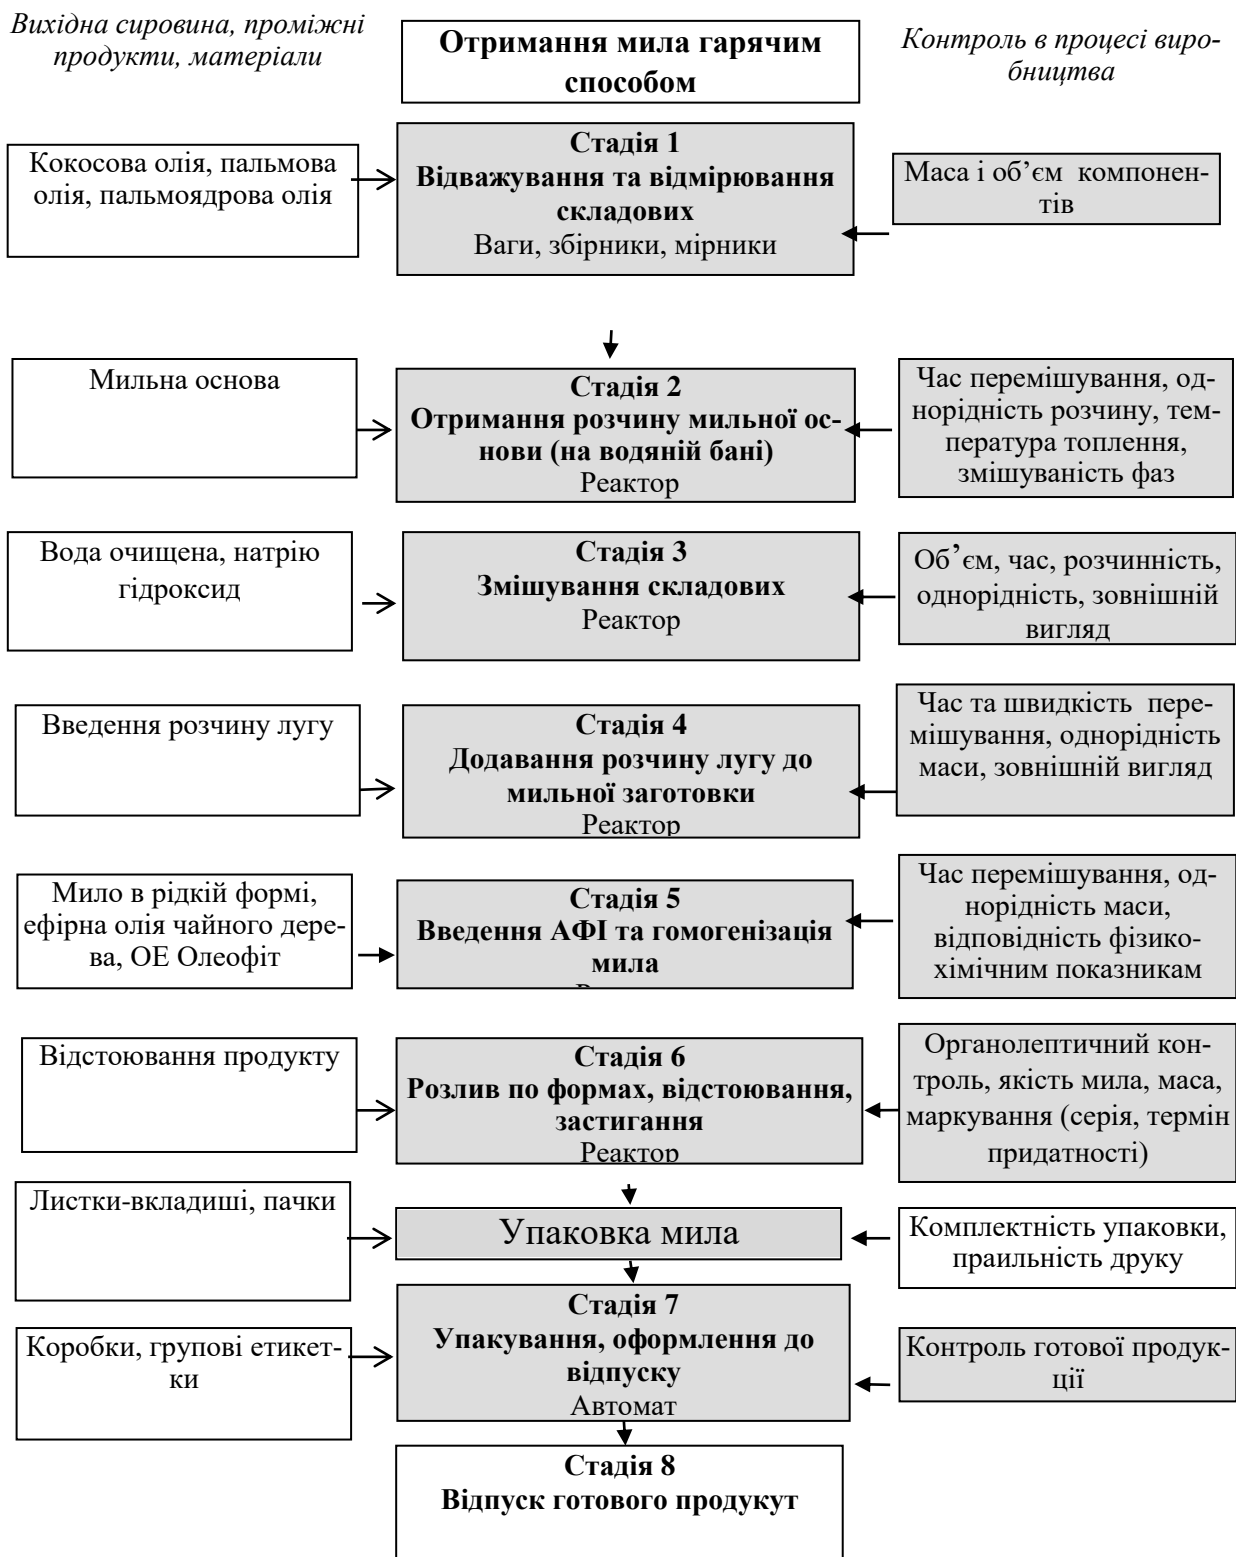 Вихідна сировина, проміжні
продукти, матеріали
Отримання мила гарячим
способом
Контроль в процесі виро-
бництва
Кокосова олія, пальмова
олія, пальмоядрова олія
Стадія 1
Відважування та відмірювання
складових
Ваги, збірники, мірники
Маса і об’єм компонен-
тів
Мильна основа
Стадія 2
Отримання розчину мильної ос-
нови (на водяній бані)
Реактор
Час перемішування, од-
норідність розчину, тем-
пература топлення,
змішуваність фаз
Вода очищена, натрію
гідроксид
Стадія 3
Змішування складових
Реактор
Об’єм, час, розчинність,
однорідність, зовнішній
вигляд
Введення розчину лугу
Стадія 4
Додавання розчину лугу до
мильної заготовки
Реактор
Час та швидкість пере-
мішування, однорідність
маси, зовнішній вигляд
Мило в рідкій формі,
ефірна олія чайного дере-
ва, ОЕ Олеофіт
Стадія 5
Введення АФІ та гомогенізація
мила
Час перемішування, од-
норідність маси,
відповідність фізико-
хімічним показникам
Відстоювання продукту
Стадія 6
Розлив по формах, відстоювання,
застигання
Реактор
Органолептичний кон-
троль, якість мила, маса,
маркування (серія, термін
придатності)
Листки-вкладиші, пачки
Упаковка мила
Комплектність упаковки,
праильність друку
Коробки, групові етикет-
ки
Стадія 7
Упакування, оформлення до
відпуску
Автомат
Контроль готової продук-
ції
Стадія 8
Відпуск готового продукут